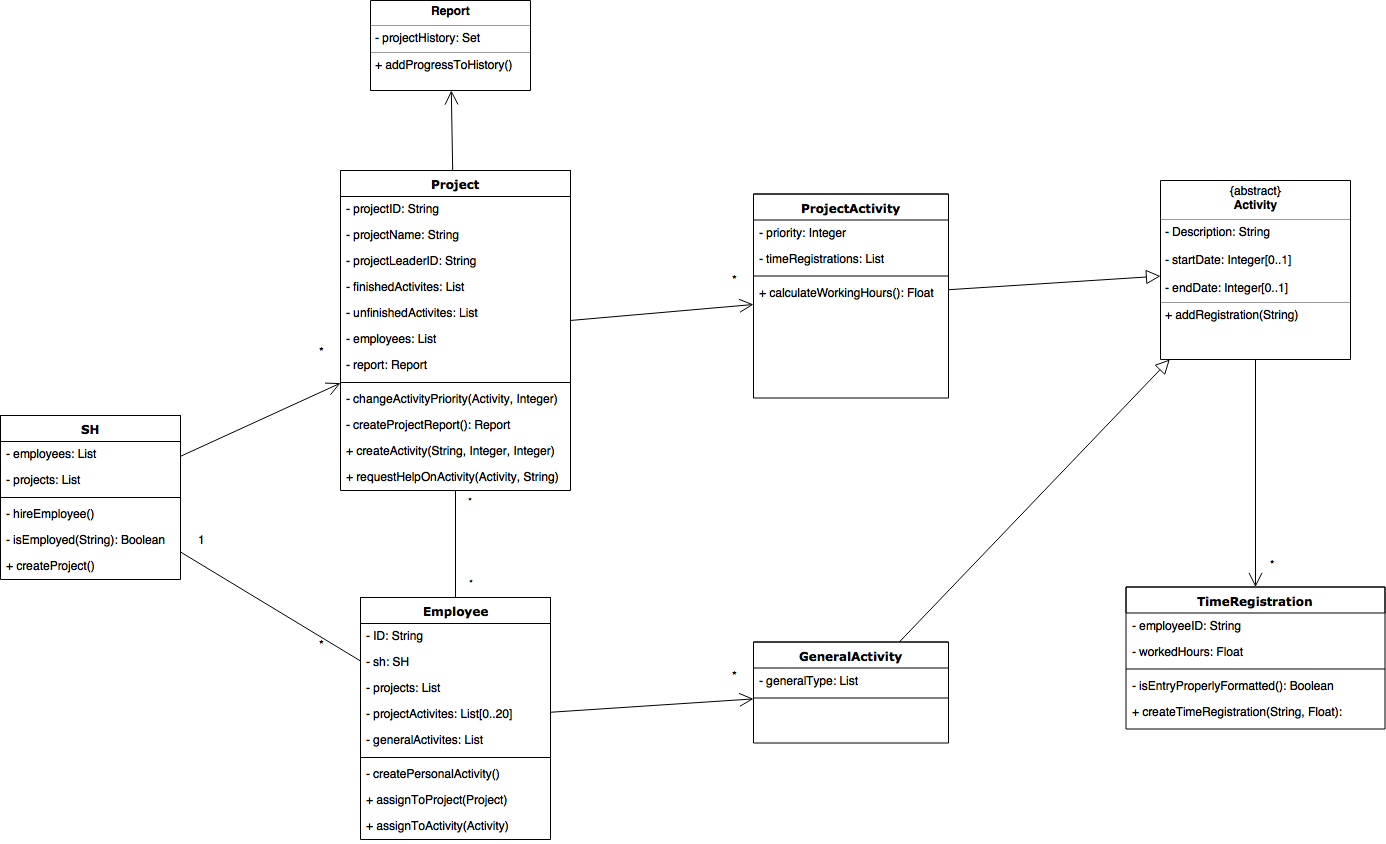 Report
- projectHistory: Set
+ addProgressToHistory()
Project
- projectID: String
- projectName: String
- projectLeaderID: String
- finishedActivites: List
- unfinishedActivites: List
- employees: List
- report: Report
- changeActivityPriority(Activity, Integer)
- createProjectReport(): Report
+ createActivity(String, Integer, Integer)
+ requestHelpOnActivity(Activity, String)
ProjectActivity
- priority: Integer
- timeRegistrations: List
+ calculateWorkingHours(): Float
*
{abstract}
Activity
- Description: String
- startDate: Integer[0..1]
- endDate: Integer[0..1]
+ addRegistration(String)
*
SH
- employees: List
- projects: List
- hireEmployee()
- isEmployed(String): Boolean
+ createProject()
1
*
*
*
Employee
- ID: String
- sh: SH
- projects: List
- projectActivites: List[0..20]
- generalActivites: List
- createPersonalActivity()
+ assignToProject(Project)
+ assignToActivity(Activity)
*
GeneralActivity
- generalType: List
*
TimeRegistration
- employeeID: String
- workedHours: Float
- isEntryProperlyFormatted(): Boolean
+ createTimeRegistration(String, Float):